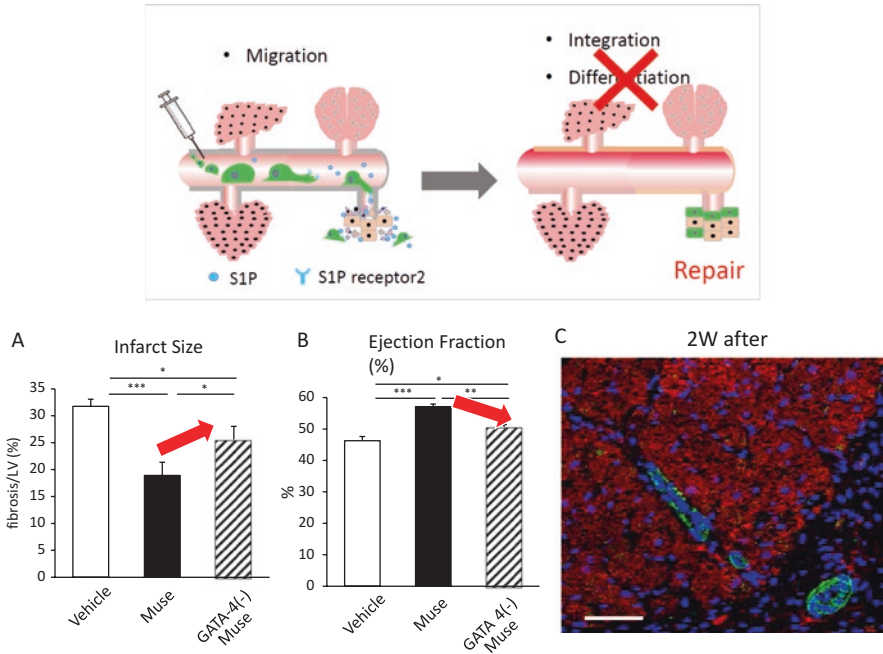 • Migration
• Integration
• Differentiation
S1P
S1P receptor2
Repair
A
Infarct Size
fibrosis/LV (%)
35
30
25
20
15
10
5
0
*
***
*
Vehicle
Muse
GATA-4(-)
Muse
B
Ejection Fraction
(%)
%
60
50
40
30
20
10
0
*
***
**
Vehicle
Muse
GATA 4(-)
Muse
C
2W after